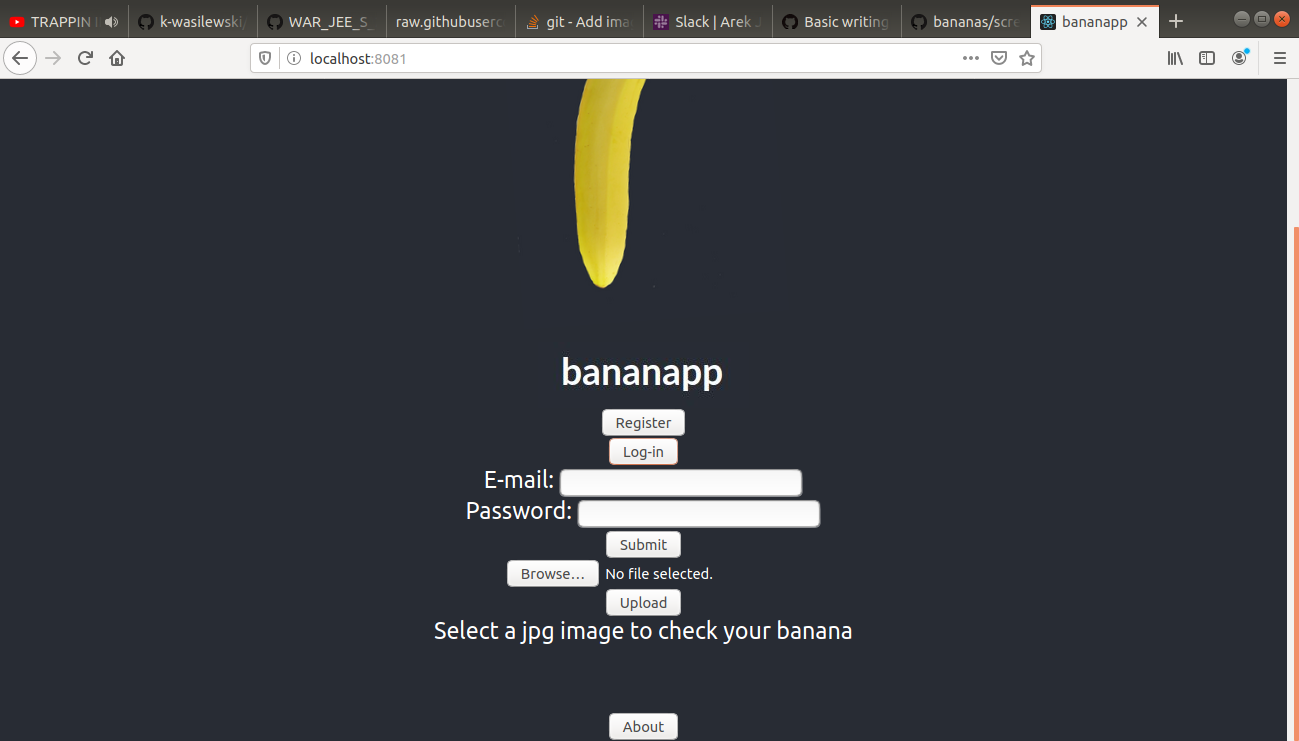 TRAPPIN
k-wasilewski/
WAR_JEE_S_
raw.githubuserc
git - Add ima
Slack | Arek
Basic writing
bananas/scre
bananapp
localhost:8081
bananapp
Register
Log-in
E-mail:
Password:
Submit
Browse… No file selected.
Upload
Select a jpg image to check your banana
About